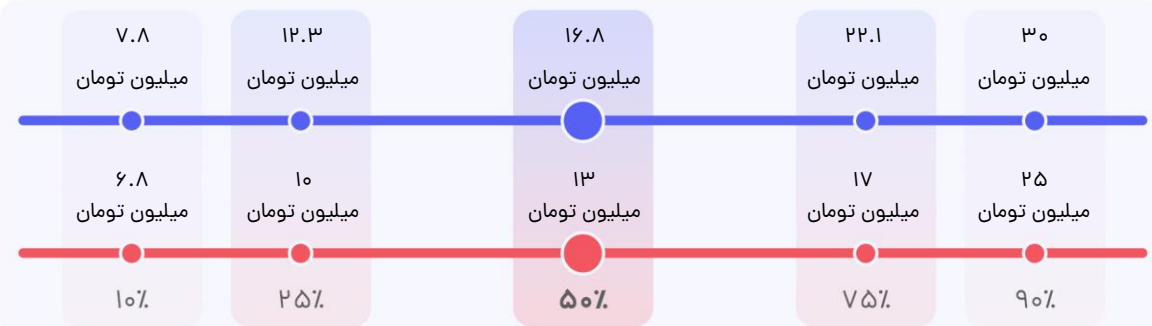 ۷.۸ ۱۲.۳ ۱۶.۸ ۲۲.۱ ۳۰
میلیون تومان میلیون تومان میلیون تومان میلیون تومان میلیون تومان
۶.۸ ۱۰ ۱۳ ۱۷ ۲۵
میلیون تومان میلیون تومان میلیون تومان میلیون تومان میلیون تومان
۱۰٪ ۲۵٪ ۵۰٪ ۷۵٪ ۹۰٪